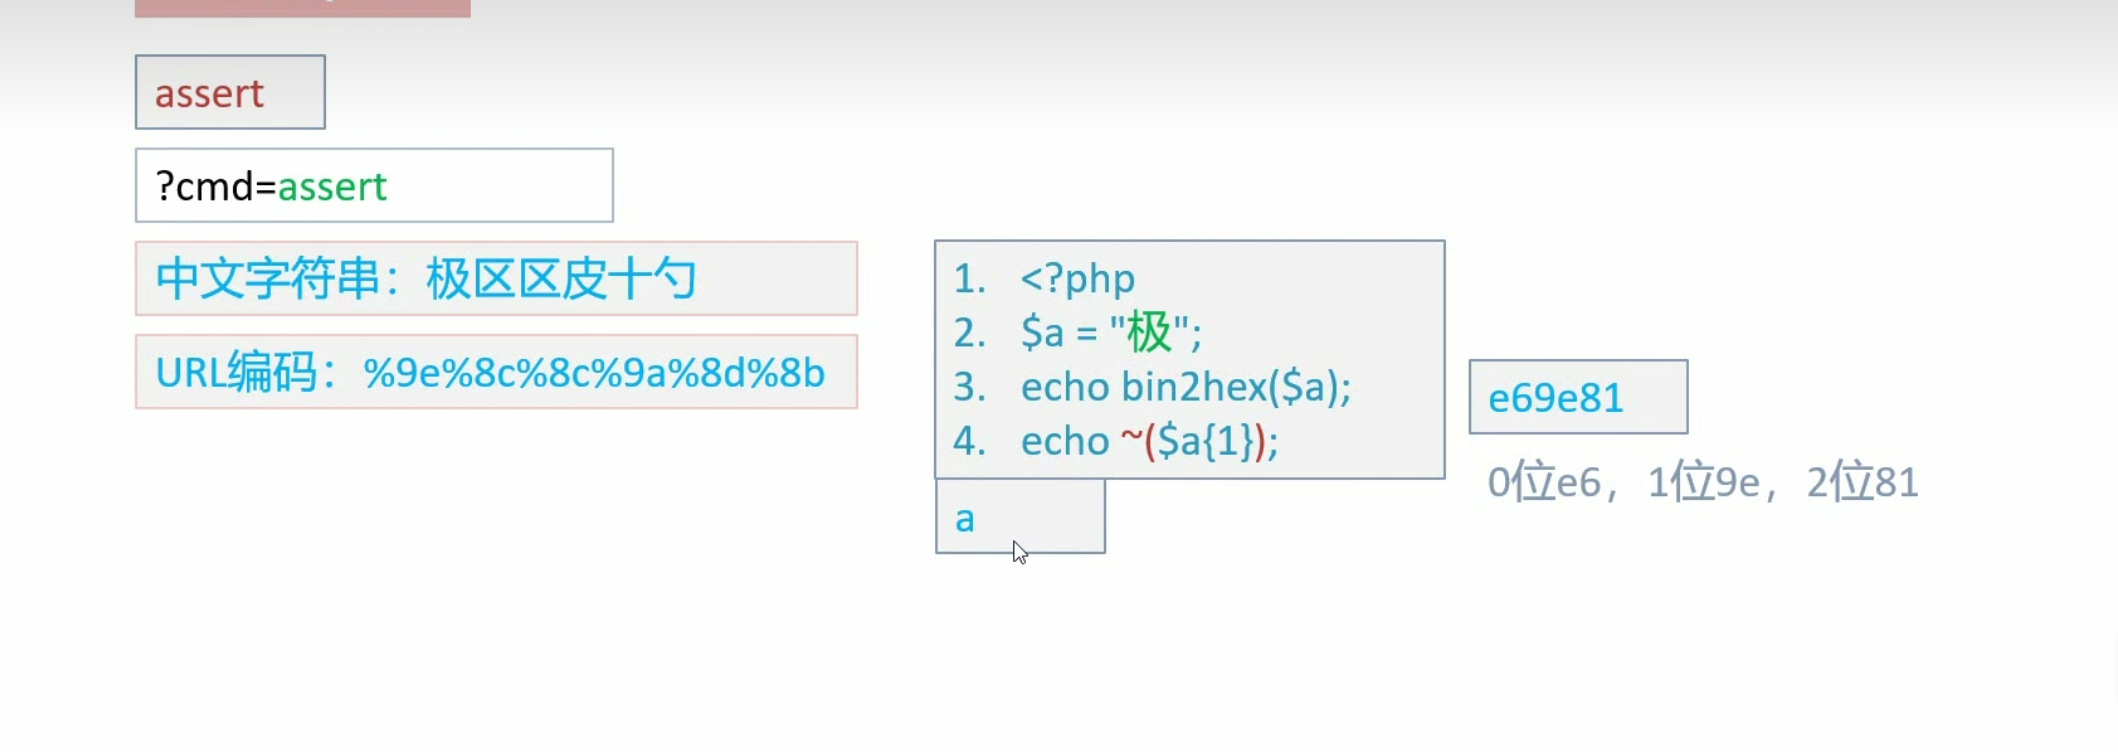 assert
?cmd=assert
中文字符串：极区区皮十勺
URL编码：%9e%8c%8c%9a%8d%8b
1. <?php
2. $a = "极";
3. echo bin2hex($a);
4. echo ~($a{1});
a
e69e81
0位e6，1位9e，2位81